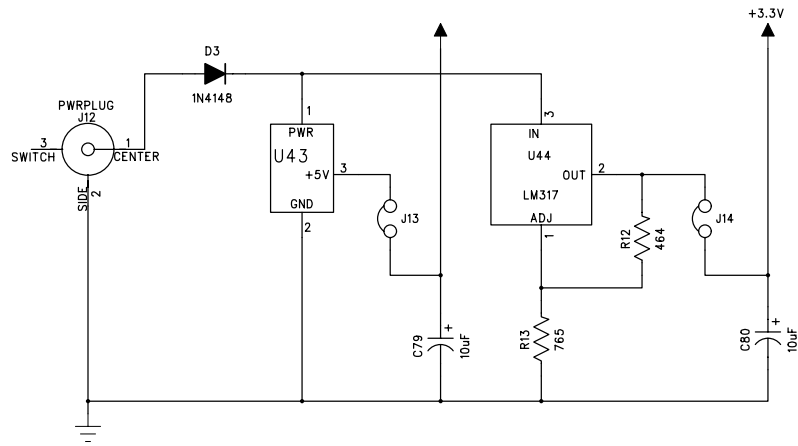 +3.3V
D3
1N4148
PWRPLUG
J12
3
SWITCH
1
CENTER
SIDE
2
1
PWR
U43
+5V
3
GND
2
J13
3
IN
U44
OUT
2
LM317
ADJ
1
R12
464
J14
R13
765
C79
+
10uF
C80
+
10uF